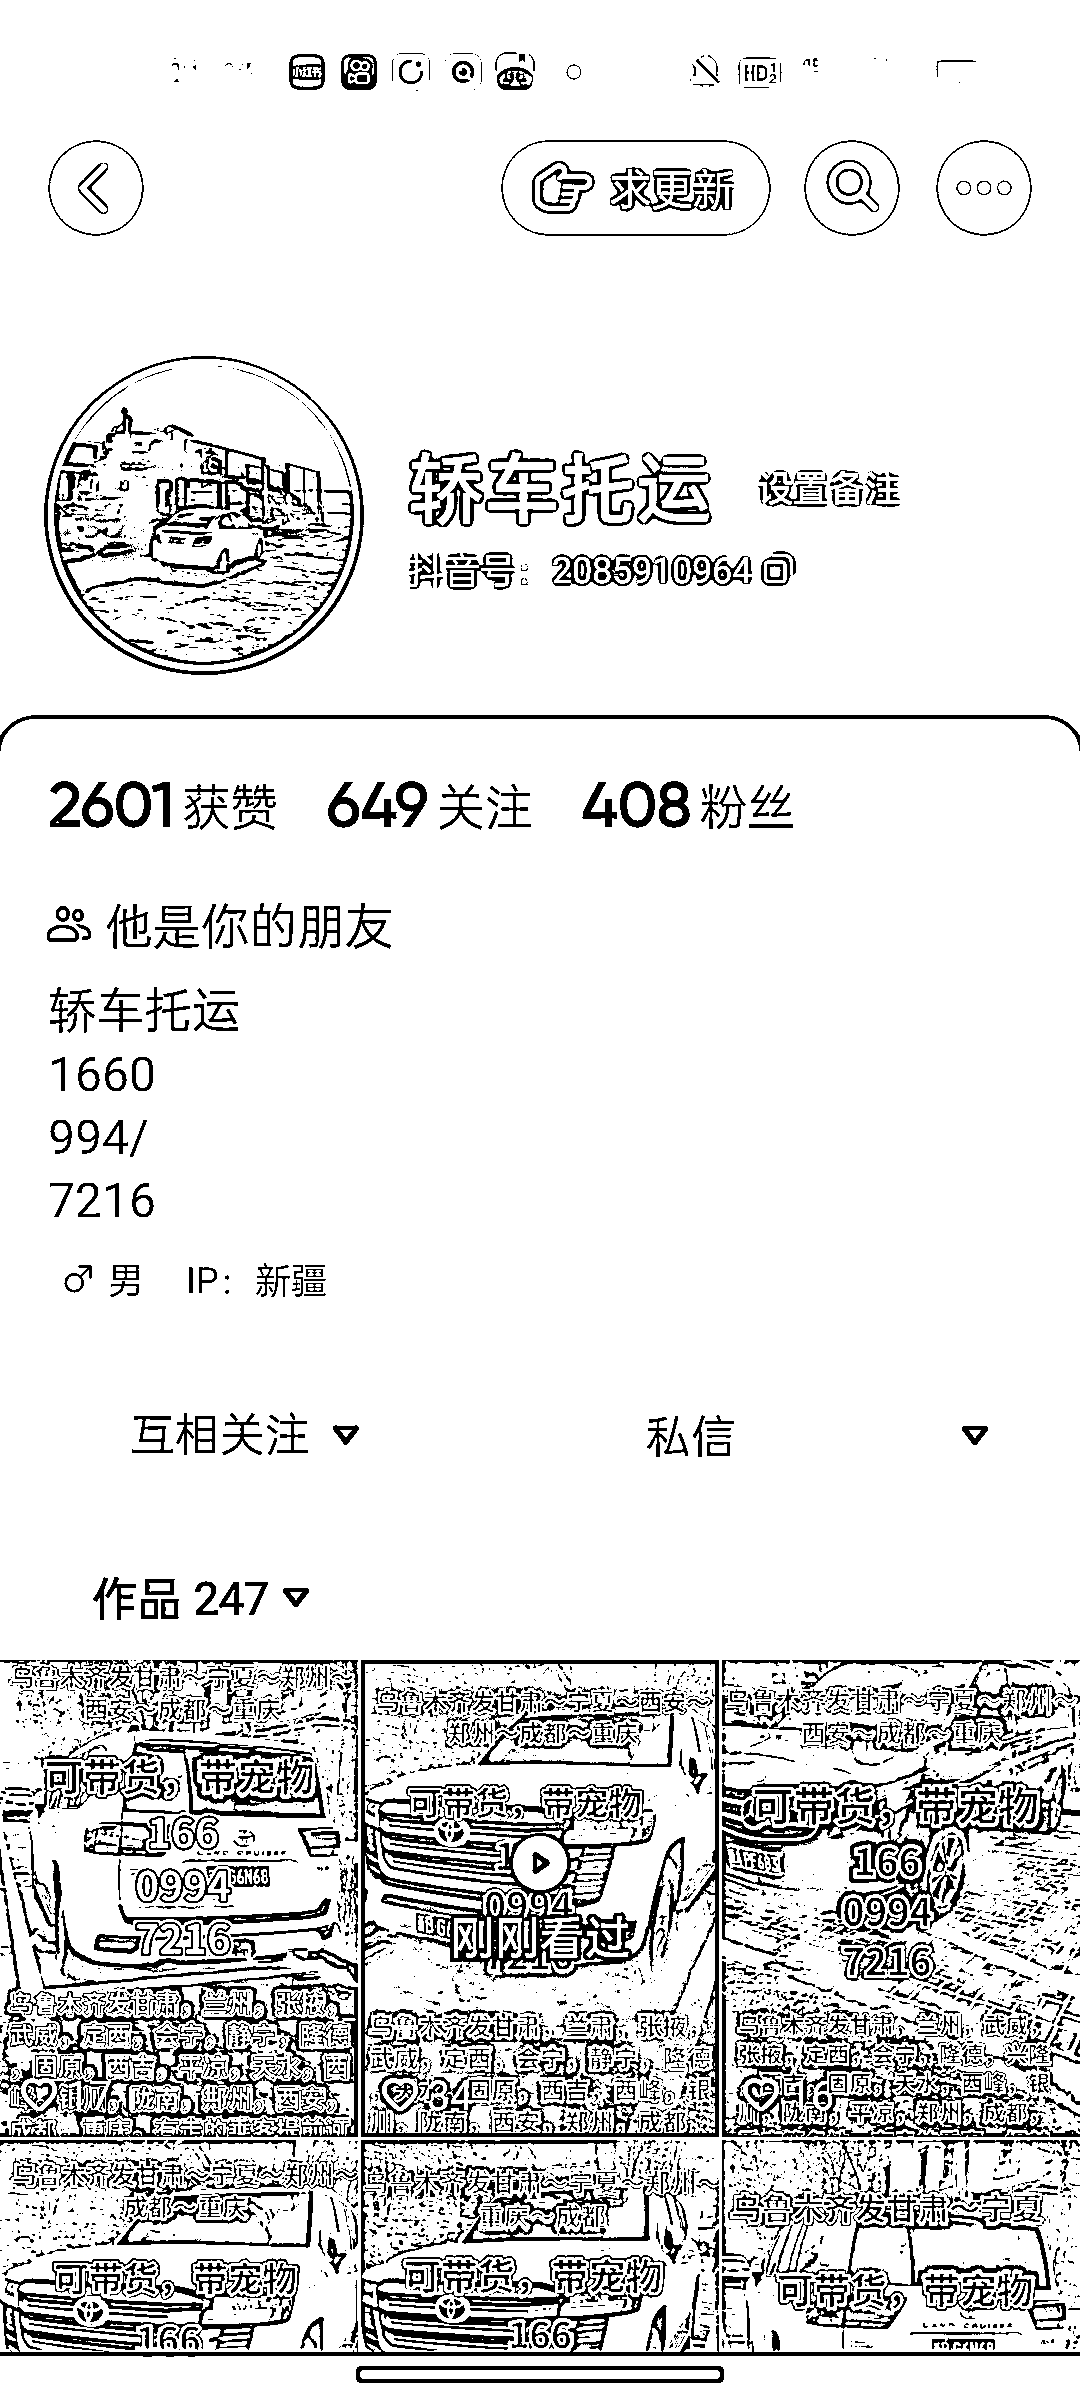 HD
求更新
轿车托运 设置备注
抖音号：2085910964
2601获赞 649关注 408粉丝
他是你的朋友
轿车托运
1660
994/
7216
男 IP：新疆
互相关注 私信
作品 247
乌鲁木齐发甘肃～宁夏～郑州～
西安～成都～重庆
可带货，带宠物
166
0994
7216
乌鲁木齐发甘肃，兰州，张掖，
武威，定西，会宁，静宁，隆德
，固原，西吉，平凉，天水，西
陇南，郑州，西安，
乌鲁木齐发甘肃～宁夏～西安～
郑州～成都～重庆
可带货，带宠物
0994
刚刚看过
7216
乌鲁木齐发甘肃，兰肃，张掖，
武威，定西，会宁，静宁，隆德
34 固原，西吉，西峰，银
川，陇南，西安，郑州，成都
乌鲁木齐发甘肃～宁夏～郑州～
西安～成都～重庆
可带货，带宠物
166
0994
7216
乌鲁木齐发甘肃，兰州，武威，
张掖，定西，会宁，隆德，兴隆
16 固原，天水，西峰，银
川，陇南，平凉，郑州，成都，
乌鲁木齐发甘肃～宁夏～郑州～
成都～重庆
可带货，带宠物
166
乌鲁木齐发甘肃～宁夏～郑州～
重庆～成都
可带货，带宠物
166
乌鲁木齐发甘肃～宁夏
可带货，带宠物